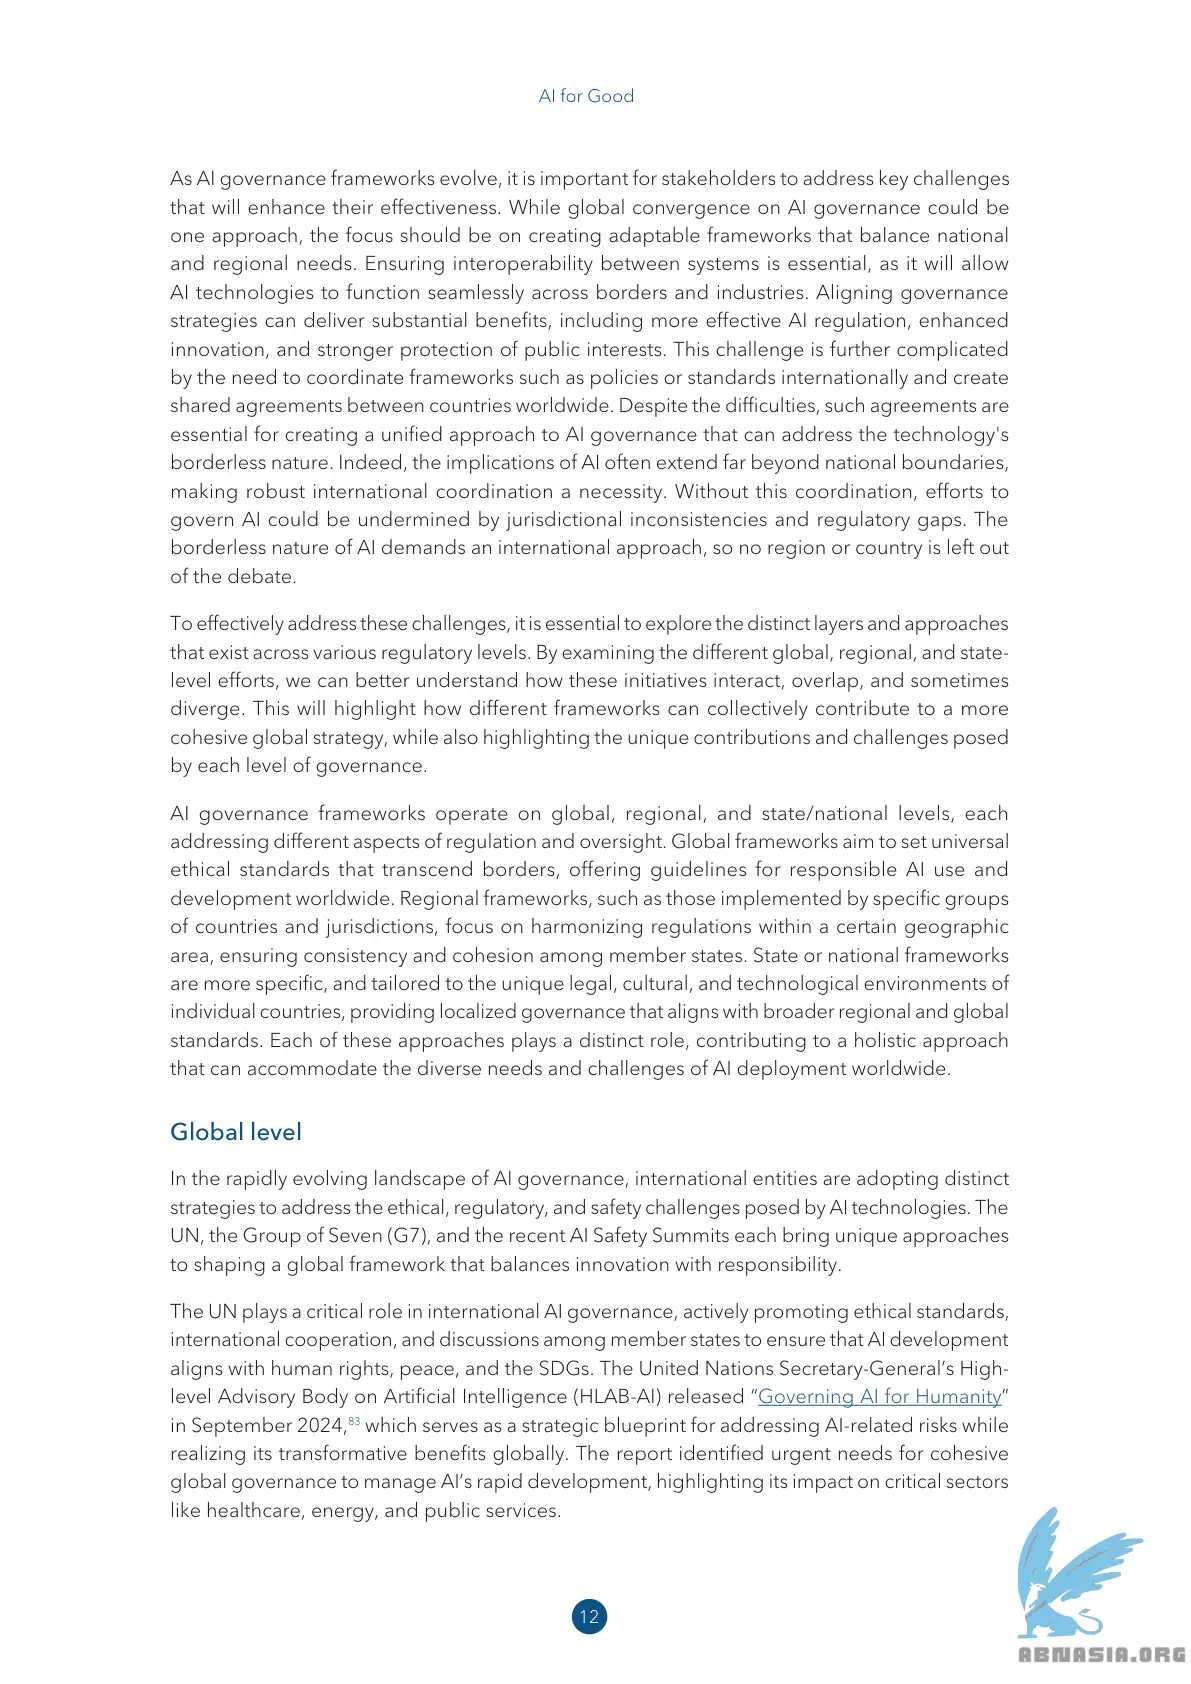 AI for Good
As AI governance frameworks evolve, it is important for stakeholders to address key challenges
that will enhance their effectiveness. While global convergence on AI governance could be
one approach, the focus should be on creating adaptable frameworks that balance national
and regional needs. Ensuring interoperability between systems is essential, as it will allow
AI technologies to function seamlessly across borders and industries. Aligning governance
strategies can deliver substantial benefits, including more effective AI regulation, enhanced
innovation, and stronger protection of public interests. This challenge is further complicated
by the need to coordinate frameworks such as policies or standards internationally and create
shared agreements between countries worldwide. Despite the difficulties, such agreements are
essential for creating a unified approach to AI governance that can address the technology's
borderless nature. Indeed, the implications of AI often extend far beyond national boundaries,
making robust international coordination a necessity. Without this coordination, efforts to
govern AI could be undermined by jurisdictional inconsistencies and regulatory gaps. The
borderless nature of AI demands an international approach, so no region or country is left out
of the debate.
To effectively address these challenges, it is essential to explore the distinct layers and approaches
that exist across various regulatory levels. By examining the different global, regional, and state-
level efforts, we can better understand how these initiatives interact, overlap, and sometimes
diverge. This will highlight how different frameworks can collectively contribute to a more
cohesive global strategy, while also highlighting the unique contributions and challenges posed
by each level of governance.
AI governance frameworks operate on global, regional, and state/national levels, each
addressing different aspects of regulation and oversight. Global frameworks aim to set universal
ethical standards that transcend borders, offering guidelines for responsible AI use and
development worldwide. Regional frameworks, such as those implemented by specific groups
of countries and jurisdictions, focus on harmonizing regulations within a certain geographic
area, ensuring consistency and cohesion among member states. State or national frameworks
are more specific, and tailored to the unique legal, cultural, and technological environments of
individual countries, providing localized governance that aligns with broader regional and global
standards. Each of these approaches plays a distinct role, contributing to a holistic approach
that can accommodate the diverse needs and challenges of AI deployment worldwide.
Global level
In the rapidly evolving landscape of AI governance, international entities are adopting distinct
strategies to address the ethical, regulatory, and safety challenges posed by AI technologies. The
UN, the Group of Seven (G7), and the recent AI Safety Summits each bring unique approaches
to shaping a global framework that balances innovation with responsibility.
The UN plays a critical role in international AI governance, actively promoting ethical standards,
international cooperation, and discussions among member states to ensure that AI development
aligns with human rights, peace, and the SDGs. The United Nations Secretary-General’s High-
level Advisory Body on Artificial Intelligence (HLAB-AI) released “Governing AI for Humanity”
in September 2024,83 which serves as a strategic blueprint for addressing AI-related risks while
realizing its transformative benefits globally. The report identified urgent needs for cohesive
global governance to manage AI’s rapid development, highlighting its impact on critical sectors
like healthcare, energy, and public services.
12
ABNASIA.ORG